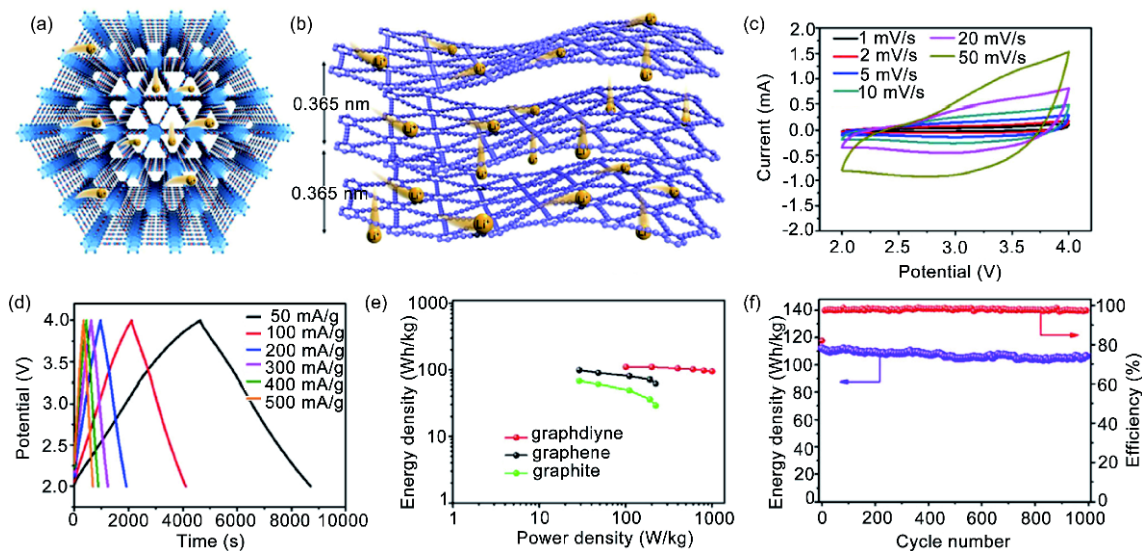 (a)
(b)
0.365 nm
0.365 nm
(c)
2.0
1.5
1.0
0.5
0.0
-0.5
-1.0
-2.0
Current (mA)
1 mV/s
2 mV/s
5 mV/s
10 mV/s
20 mV/s
50 mV/s
2.0 2.5 3.0 3.5 4.0
Potential (V)
(d)
4.0
3.5
3.0
2.5
2.0
Potential (V)
50 mA/g
100 mA/g
200 mA/g
300 mA/g
400 mA/g
500 mA/g
0 2000 4000 6000 8000 10000
Time (s)
(e)
1000
100
100
1
Energy density (Wh/kg)
graphdiyne
graphene
graphite
1 10 100 1000
Power density (W/kg)
(f)
140
120
100
80
60
40
20
0
Energy density (Wh/kg)
100
80
60
40
20
0
Efficiency (%)
0 200 400 600 800 1000
Cycle number